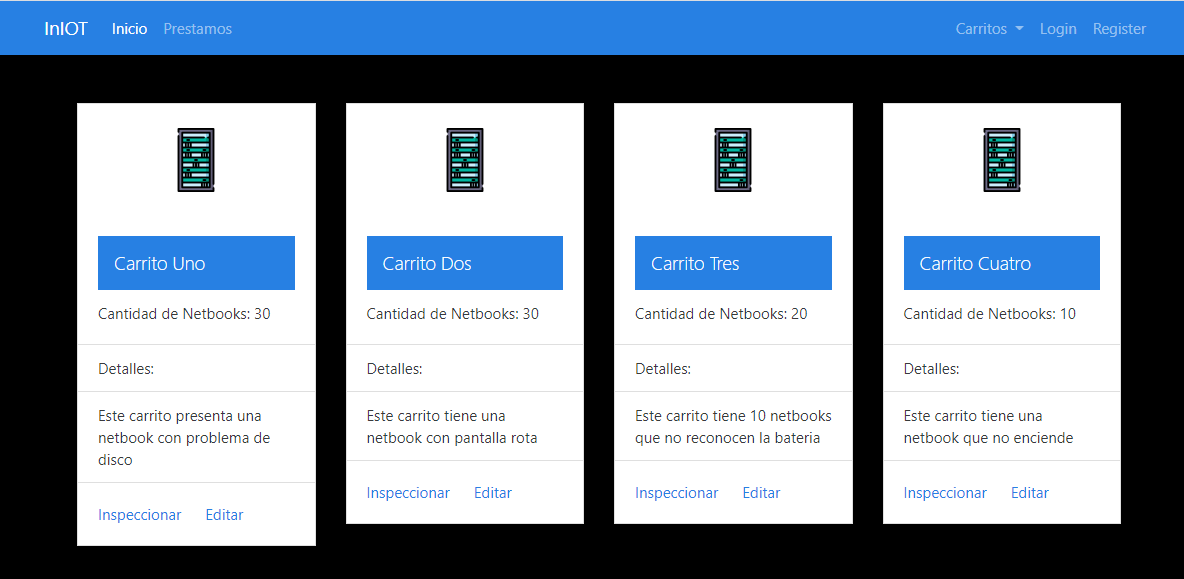 InIOT Inicio Prestamos Carritos Login Register
Carrito Uno
Cantidad de Netbooks: 30
Detalles:
Este carrito presenta una
netbook con problema de
disco
Inspeccionar Editar
Carrito Dos
Cantidad de Netbooks: 30
Detalles:
Este carrito tiene una
netbook con pantalla rota
Inspeccionar Editar
Carrito Tres
Cantidad de Netbooks: 20
Detalles:
Este carrito tiene 10 netbooks
que no reconocen la bateria
Inspeccionar Editar
Carrito Cuatro
Cantidad de Netbooks: 10
Detalles:
Este carrito tiene una
netbook que no enciende
Inspeccionar Editar